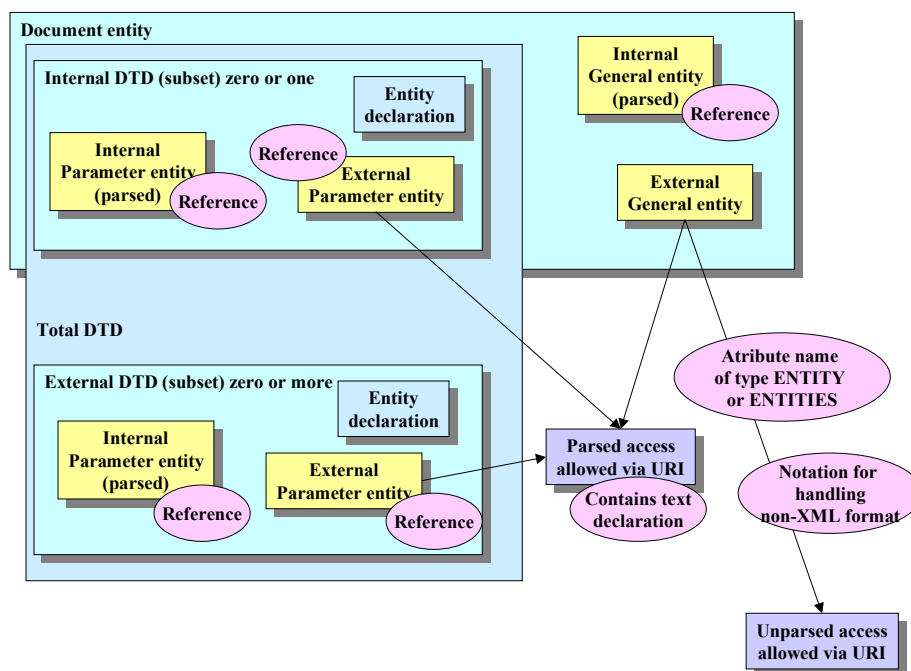 Document entity
Internal DTD (subset) zero or one
Entity
declaration
Internal
Parameter entity
(parsed)
Reference
Reference
External
Parameter entity
Internal
General entity
(parsed)
Reference
External
General entity
Total DTD
External DTD (subset) zero or more
Entity
declaration
Internal
Parameter entity
(parsed)
Reference
External
Parameter entity
Reference
Parsed access
allowed via URI
Contains text
declaration
Atribute name
of type ENTITY
or ENTITIES
Notation for
handling
non-XML format
Unparsed access
allowed via URI